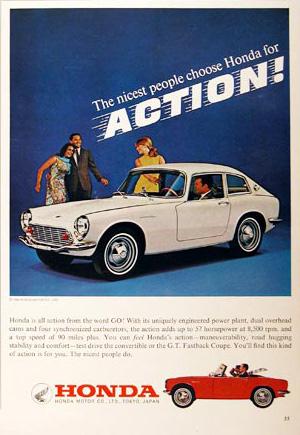 The nicest people choose Honda for
ACTION!
Honda is all action from the word GO! With its uniquely engineered power plant, dual overhead
cams and four synchronized carburetors, the action adds up to 57 horsepower at 8,500 rpm. and
a top speed of 90 miles plus. You can feel Honda's action—maneuverability, road hugging
stability and comfort—test drive the convertible or the G.T. Fastback Coupe. You'll find this kind
of action is for you. The nicest people do.
HONDA
HONDA MOTOR CO., LTD., TOKYO, JAPAN
35